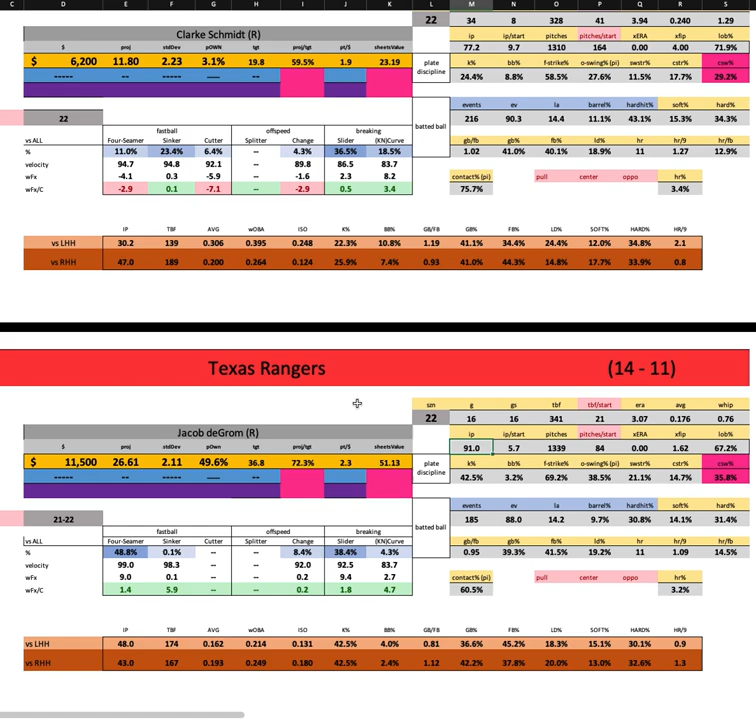 C D E F G H I J K L M N O P Q R S
22 34 8 328 41 3.94 0.240 1.29
Clarke Schmidt (R) ip ip/start pitches pitches/start xERA xfip lob%
77.2 9.7 1310 164 0.00 4.00 71.9%
$ proj stdDev pOWN tgt proj/tgt pt/$ sheetsValue
$ 6,200 11.80 2.23 3.1% 19.8 59.5% 1.9 23.19
plate discipline k% bb% f-strike% o-swing% (pi) swstr% cstr% csw%
----- -- ----- ---- -- 24.4% 8.8% 58.5% 27.6% 11.5% 17.7% 29.2%
events ev la barrel% hardhit% soft% hard%
22 216 90.3 14.4 11.1% 43.1% 15.3% 34.3%
fastball offspeed breaking batted ball
vs ALL Four-Seamer Sinker Cutter Splitter Change Slider (KN)Curve gb/fb gb% fb% ld% hr hr/9 hr/fb
% 11.0% 23.4% 6.4% -- 4.3% 36.5% 18.5% 1.02 41.0% 40.1% 18.9% 11 1.27 12.9%
velocity 94.7 94.8 92.1 89.8 86.5 83.7
wFx -4.1 0.3 -5.9 -- -1.6 2.3 8.2 contact% (pi) pull center oppo hr%
wFx/C -2.9 0.1 -7.1 -- -2.9 0.5 3.4 75.7% 3.4%
IP TBF AVG wOBA ISO K% BB% GB/FB GB% FB% LD% SOFT% HARD% HR/9
vs LHH 30.2 139 0.306 0.395 0.248 22.3% 10.8% 1.19 41.1% 34.4% 24.4% 12.0% 34.8% 2.1
vs RHH 47.0 189 0.200 0.264 0.124 25.9% 7.4% 0.93 41.0% 44.3% 14.8% 17.7% 33.9% 0.8
Texas Rangers (14 - 11)
szn g gs tbf tbf/start era avg whip
22 16 16 341 21 3.07 0.176 0.76
Jacob deGrom (R) ip ip/start pitches pitches/start xERA xfip lob%
$ proj stdDev pOwn tgt proj/tgt pt/$ sheetsValue
91.0 5.7 1339 84 0.00 1.62 67.2%
$ 11,500 26.61 2.11 49.6% 36.8 72.3% 2.3 51.13
plate discipline k% bb% f-strike% o-swing% (pi) swstr% cstr% csw%
----- -- ----- ---- -- 42.5% 3.2% 69.2% 38.5% 21.1% 14.7% 35.8%
events ev la barrel% hardhit% soft% hard%
21-22 185 88.0 14.2 9.7% 30.8% 14.1% 31.4%
fastball offspeed breaking batted ball
vs ALL Four-Seamer Sinker Cutter Splitter Change Slider (KN)Curve gb/fb gb% fb% ld% hr hr/9 hr/fb
% 48.8% 0.1% -- -- 8.4% 38.4% 4.3% 0.95 39.3% 41.5% 19.2% 11 1.09 14.5%
velocity 99.0 98.3 -- 92.0 92.5 83.7
wFx 9.0 0.1 -- -- 0.2 9.4 2.7 contact% (pi) pull center oppo hr%
wFx/C 1.4 5.9 -- -- 0.2 1.8 4.7 60.5% 3.2%
IP TBF AVG wOBA ISO K% BB% GB/FB GB% FB% LD% SOFT% HARD% HR/9
vs LHH 48.0 174 0.162 0.214 0.131 42.5% 4.0% 0.81 36.6% 45.2% 18.3% 15.1% 30.1% 0.9
vs RHH 43.0 167 0.193 0.249 0.180 42.5% 2.4% 1.12 42.2% 37.8% 20.0% 13.0% 32.6% 1.3